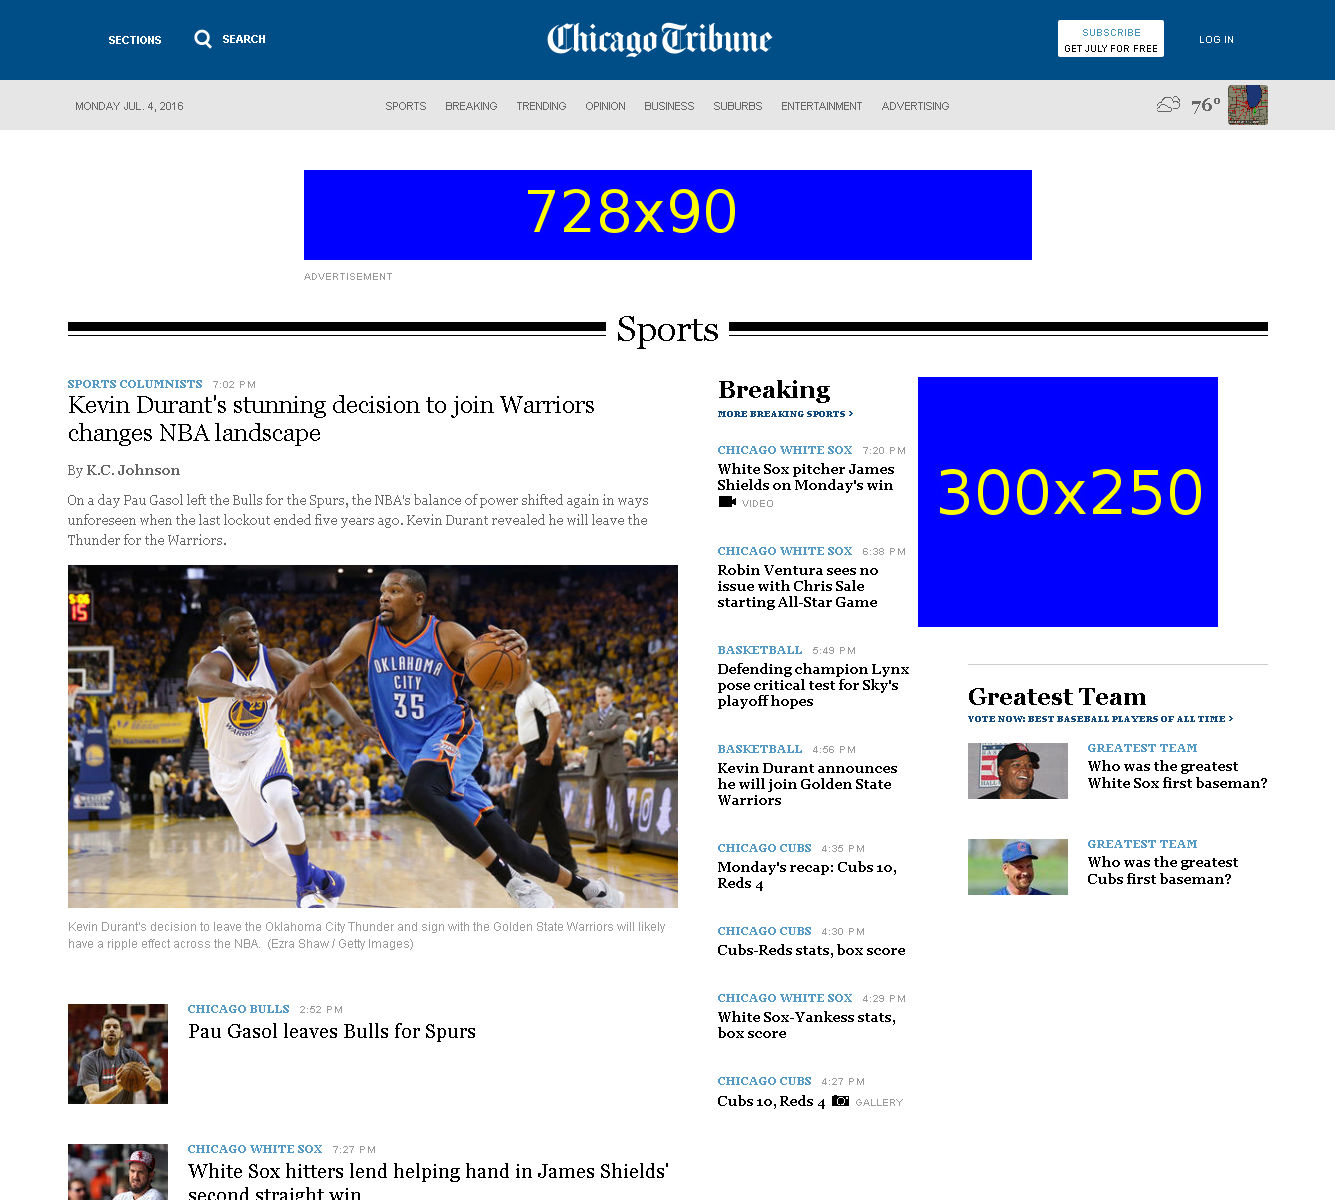 SECTIONS
SEARCH
Chicago Tribune
SUBSCRIBE
GET JULY FOR FREE
LOG IN
MONDAY JUL. 4, 2016
SPORTS BREAKING TRENDING OPINION BUSINESS SUBURBS ENTERTAINMENT ADVERTISING
76°
728x90
ADVERTISEMENT
Sports
SPORTS COLUMNISTS 7:02 PM
Kevin Durant's stunning decision to join Warriors
changes NBA landscape
By K.C. Johnson
On a day Pau Gasol left the Bulls for the Spurs, the NBA's balance of power shifted again in ways
unforeseen when the last lockout ended five years ago. Kevin Durant revealed he will leave the
Thunder for the Warriors.
5:06
15
23
WARRIORS
OKLAHOMA
CITY
35
Kevin Durant's decision to leave the Oklahoma City Thunder and sign with the Golden State Warriors will likely
have a ripple effect across the NBA. (Ezra Shaw / Getty Images)
CHICAGO BULLS 2:52 PM
Pau Gasol leaves Bulls for Spurs
CHICAGO WHITE SOX 7:27 PM
White Sox hitters lend helping hand in James Shields'
second straight win
Breaking
MORE BREAKING SPORTS >
CHICAGO WHITE SOX 7:20 PM
White Sox pitcher James
Shields on Monday's win
VIDEO
CHICAGO WHITE SOX 6:38 PM
Robin Ventura sees no
issue with Chris Sale
starting All-Star Game
BASKETBALL 5:49 PM
Defending champion Lynx
pose critical test for Sky's
playoff hopes
BASKETBALL 4:56 PM
Kevin Durant announces
he will join Golden State
Warriors
CHICAGO CUBS 4:35 PM
Monday's recap: Cubs 10,
Reds 4
CHICAGO CUBS 4:30 PM
Cubs-Reds stats, box score
CHICAGO WHITE SOX 4:29 PM
White Sox-Yankess stats,
box score
CHICAGO CUBS 4:27 PM
Cubs 10, Reds 4 GALLERY
300x250
Greatest Team
VOTE NOW: BEST BASEBALL PLAYERS OF ALL TIME >
GREATEST TEAM
Who was the greatest
White Sox first baseman?
GREATEST TEAM
Who was the greatest
Cubs first baseman?